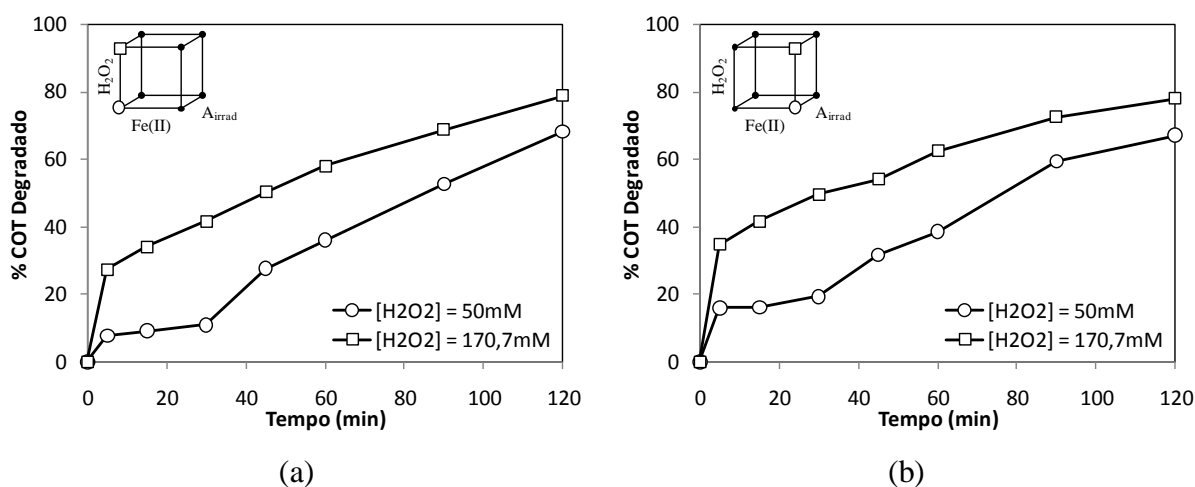 100
80
60
40
20
0
% COT Degradado
H₂O₂
Fe(II)
A_irrad
[H2O2] = 50mM
[H2O2] = 170,7mM
0 20 40 60 80 100 120
Tempo (min)
(a)
100
80
60
40
20
0
% COT Degradado
H₂O₂
Fe(II)
A_irrad
[H2O2] = 50mM
[H2O2] = 170,7mM
0 20 40 60 80 100 120
Tempo (min)
(b)